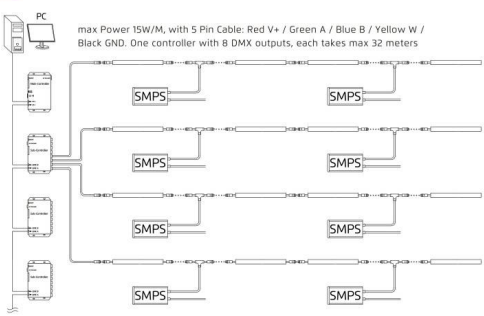 PC
max Power 15W/M, with 5 Pin Cable: Red V+ / Green A / Blue B / Yellow W /
Black GND. One controller with 8 DMX outputs, each takes max 32 meters
SMPS
SMPS
SMPS
SMPS
SMPS
SMPS
SMPS
SMPS